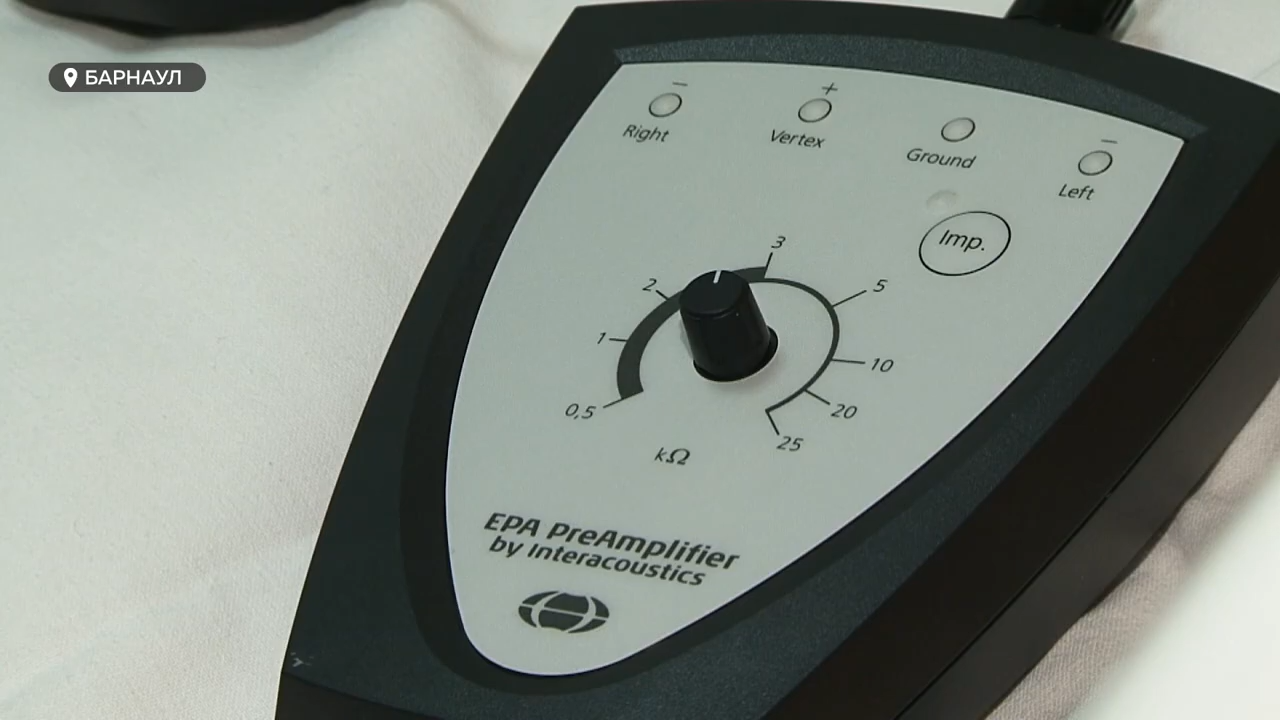 БАРНАУЛ
− + −
Right Vertex Ground Left
Imp.
3
2 5
1 10
0,5 20
25
kΩ
EPA PreAmplifier
by Interacoustics